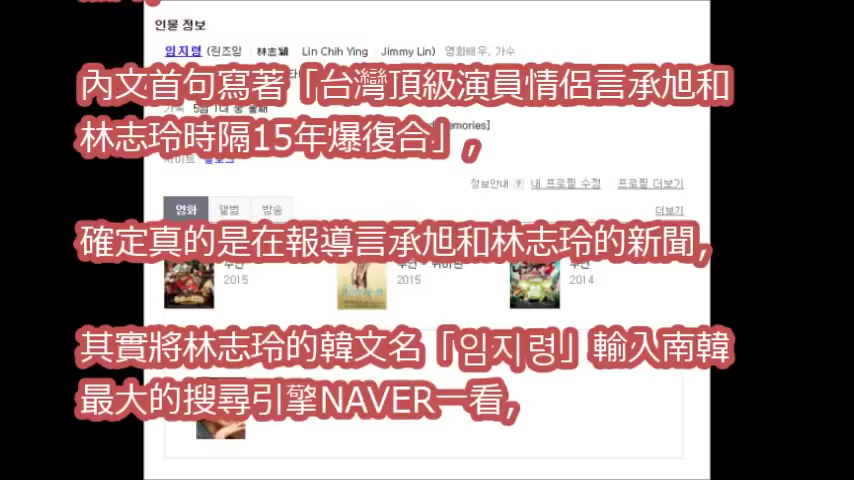 인물 정보
임지령 (린즈잉 | 林志穎 Lin Chih Ying Jimmy Lin) 영화배우, 가수
內文首句寫著「台灣頂級演員情侶言承旭和
林志玲時隔15年爆復合」,
정보안내 ? 내 프로필 수정 프로필 더보기
영화 앨범 방송 더보기
確定真的是在報導言承旭和林志玲的新聞,
2015 2015 2014
其實將林志玲的韓文名「임지령」輸入南韓
最大的搜尋引擎NAVER一看,